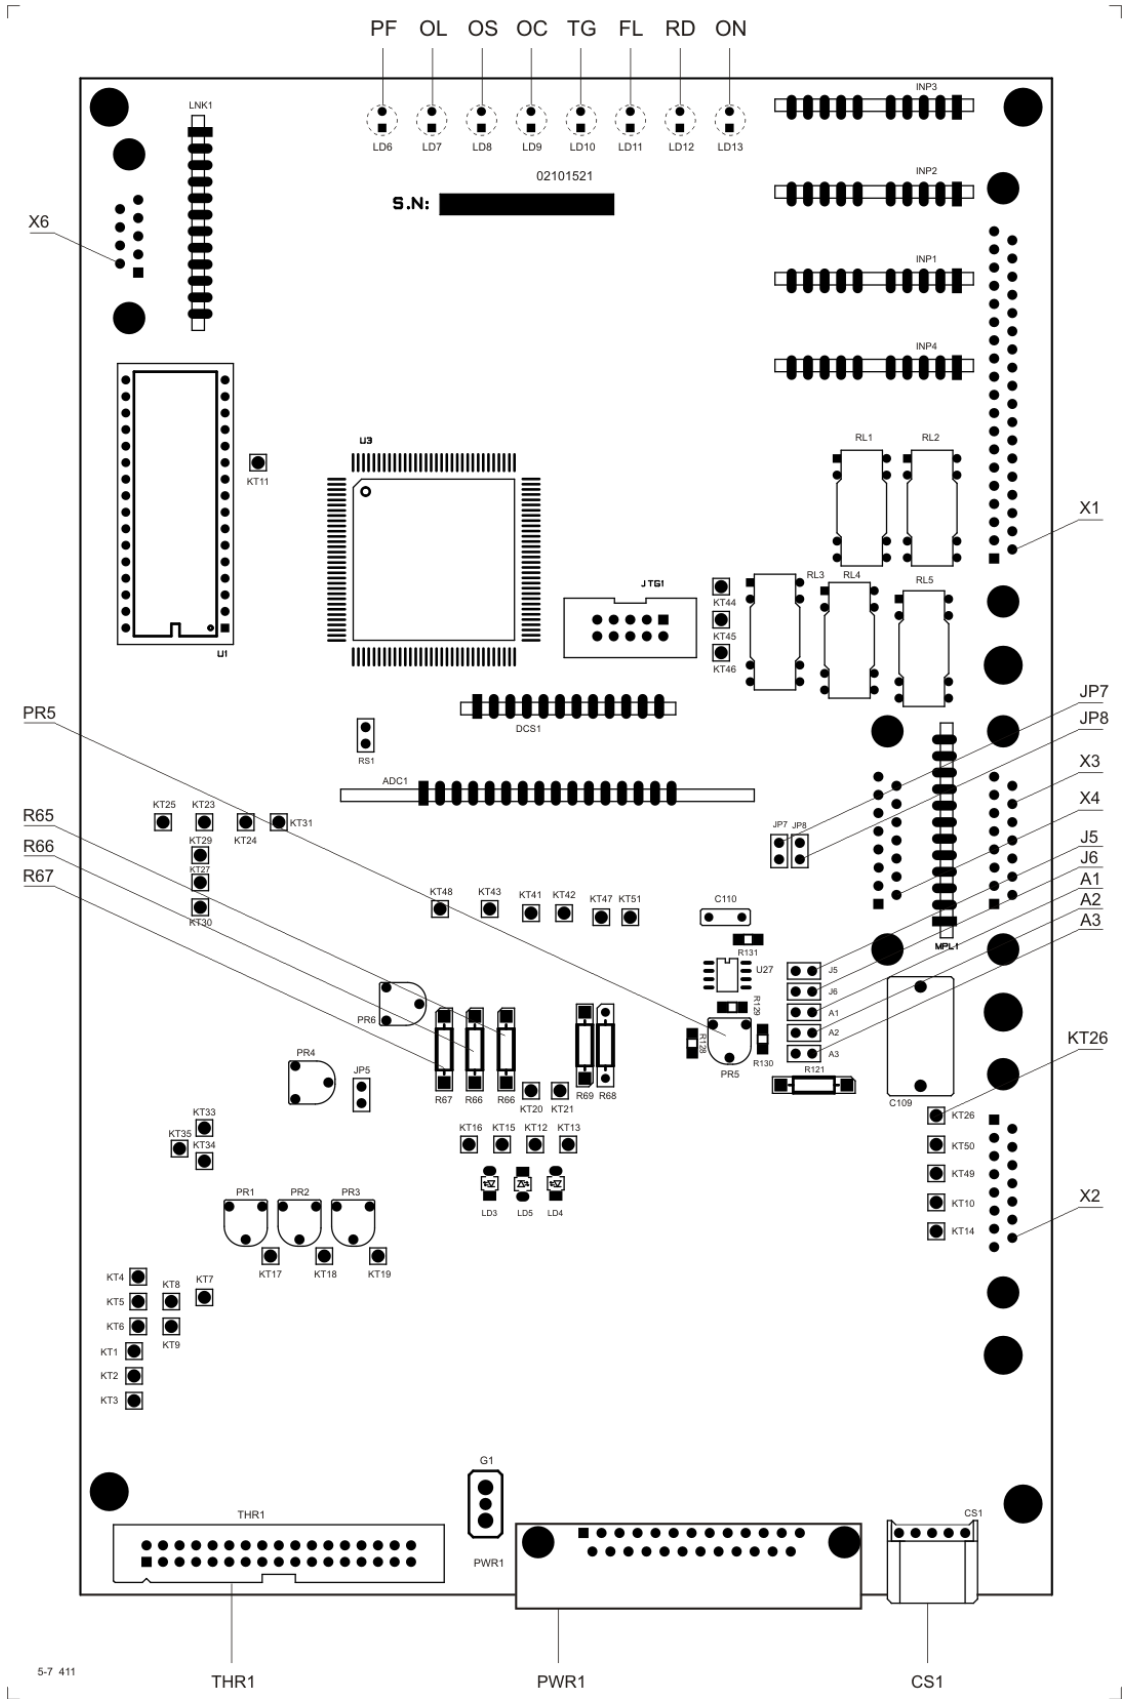 PF OL OS OC TG FL RD ON
LNK1
INP3
LD6 LD7 LD8 LD9 LD10 LD11 LD12 LD13
02101521
INP2
S.N:
X6
INP1
INP4
U3
RL1 RL2
KT11
X1
JTG1
RL3 RL4 RL5
KT44
KT45
KT46
U1
JP7
PR5
JP8
DCS1
RS1
X3
ADC1
KT25 KT23
X4
R65
KT31
JP7 JP8
KT29 KT24
J5
R66
J6
KT27
R67
A1
KT48 KT43 KT41 KT42 KT47 KT51
C110
A2
KT30
A3
R131
MPL1
U27
J5
J6
R129
A1
PR6
A2
KT26
R128
A3
PR4
R130
JP5
PR5
R121
R67 R66 R66 R69 R68
KT20 KT21
C109
KT26
KT33
KT35
KT34
KT16 KT15 KT12 KT13
KT50
KT49
PR1 PR2 PR3
X2
KT10
LD3 LD5 LD4
KT14
KT17 KT18 KT19
KT4
KT8 KT7
KT5
KT6
KT9
KT1
KT2
KT3
G1
THR1
CS1
PWR1
5-7 411
THR1 PWR1 CS1